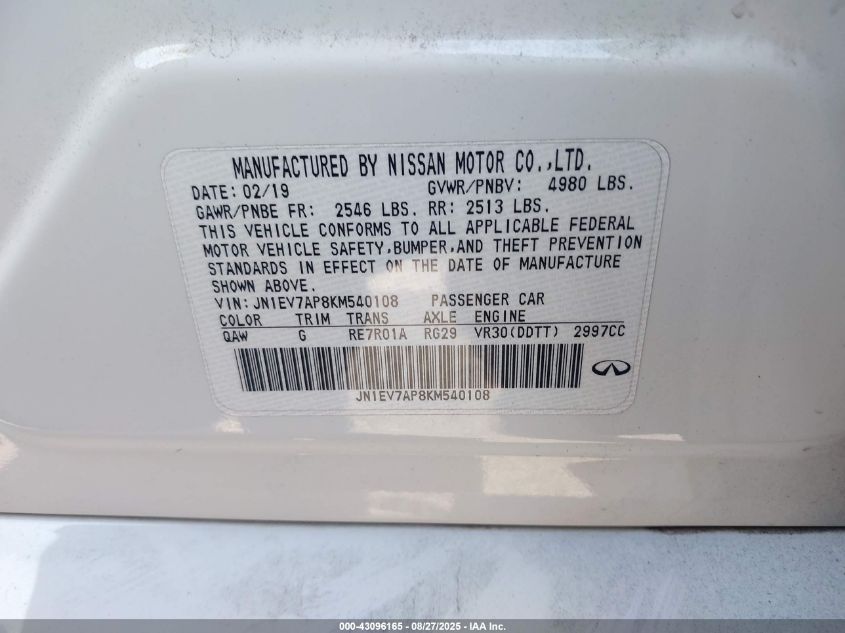 MANUFACTURED BY NISSAN MOTOR CO.,LTD.
DATE: 02/19 GVWR/PNBV: 4980 LBS.
GAWR/PNBE FR: 2546 LBS. RR: 2513 LBS.
THIS VEHICLE CONFORMS TO ALL APPLICABLE FEDERAL
MOTOR VEHICLE SAFETY,BUMPER,AND THEFT PREVENTION
STANDARDS IN EFFECT ON THE DATE OF MANUFACTURE
SHOWN ABOVE.
VIN: JN1EV7AP8KM540108 PASSENGER CAR
COLOR TRIM TRANS AXLE ENGINE
QAW G RE7R01A RG29 VR30(DDTT) 2997CC
JN1EV7AP8KM540108
000-43096165 - 08/27/2025 - IAA Inc.